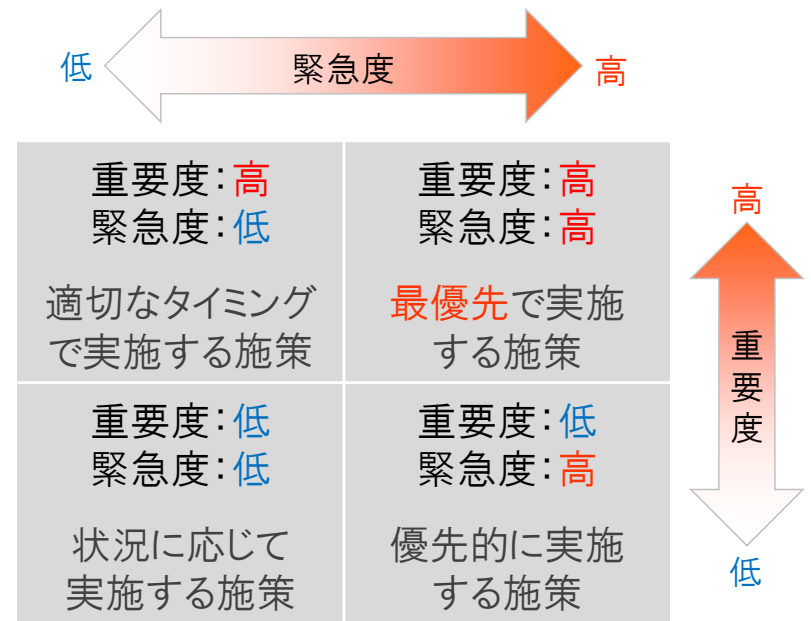 低
緊急度
高
重要度：高
緊急度：低
適切なタイミング
で実施する施策
重要度：高
緊急度：高
最優先で実施
する施策
高
重要度
低
重要度：低
緊急度：低
状況に応じて
実施する施策
重要度：低
緊急度：高
優先的に実施
する施策